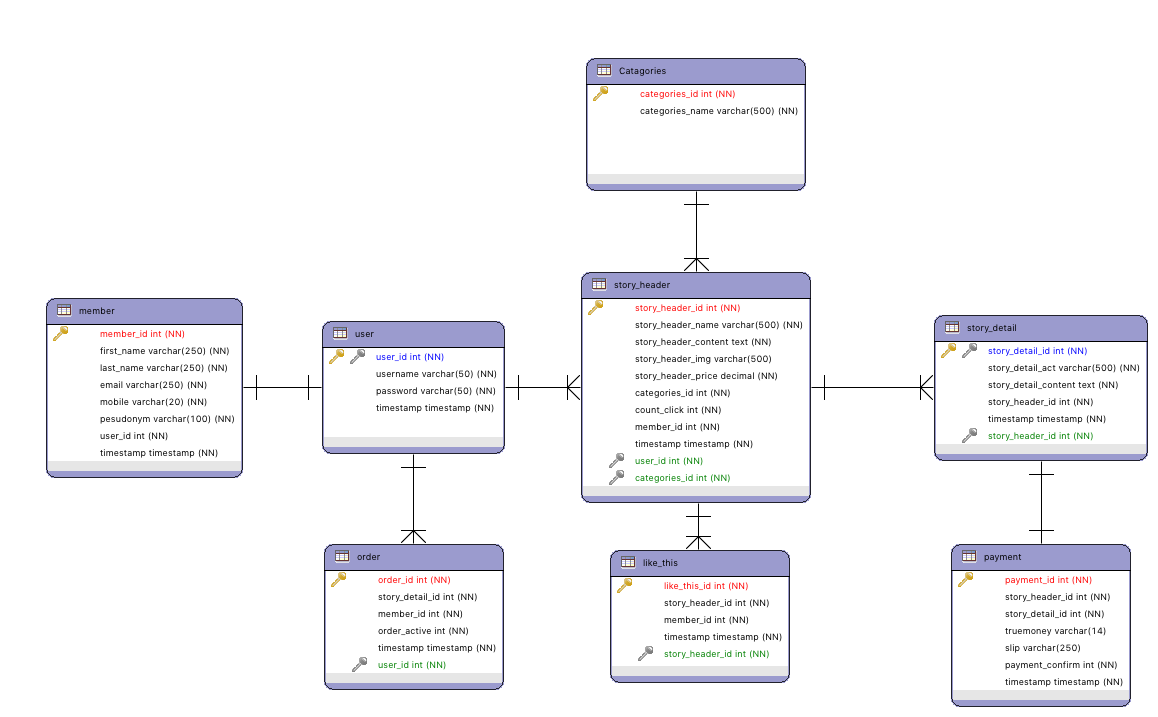 Catagories
categories_id int (NN)
categories_name varchar(500) (NN)
member
member_id int (NN)
first_name varchar(250) (NN)
last_name varchar(250) (NN)
email varchar(250) (NN)
mobile varchar(20) (NN)
pesudonym varchar(100) (NN)
user_id int (NN)
timestamp timestamp (NN)
user
user_id int (NN)
username varchar(50) (NN)
password varchar(50) (NN)
timestamp timestamp (NN)
story_header
story_header_id int (NN)
story_header_name varchar(500) (NN)
story_header_content text (NN)
story_header_img varchar(500)
story_header_price decimal (NN)
categories_id int (NN)
count_click int (NN)
member_id int (NN)
timestamp timestamp (NN)
user_id int (NN)
categories_id int (NN)
story_detail
story_detail_id int (NN)
story_detail_act varchar(500) (NN)
story_detail_content text (NN)
story_header_id int (NN)
timestamp timestamp (NN)
story_header_id int (NN)
order
order_id int (NN)
story_detail_id int (NN)
member_id int (NN)
order_active int (NN)
timestamp timestamp (NN)
user_id int (NN)
like_this
like_this_id int (NN)
story_header_id int (NN)
member_id int (NN)
timestamp timestamp (NN)
story_header_id int (NN)
payment
payment_id int (NN)
story_header_id int (NN)
story_detail_id int (NN)
truemoney varchar(14)
slip varchar(250)
payment_confirm int (NN)
timestamp timestamp (NN)